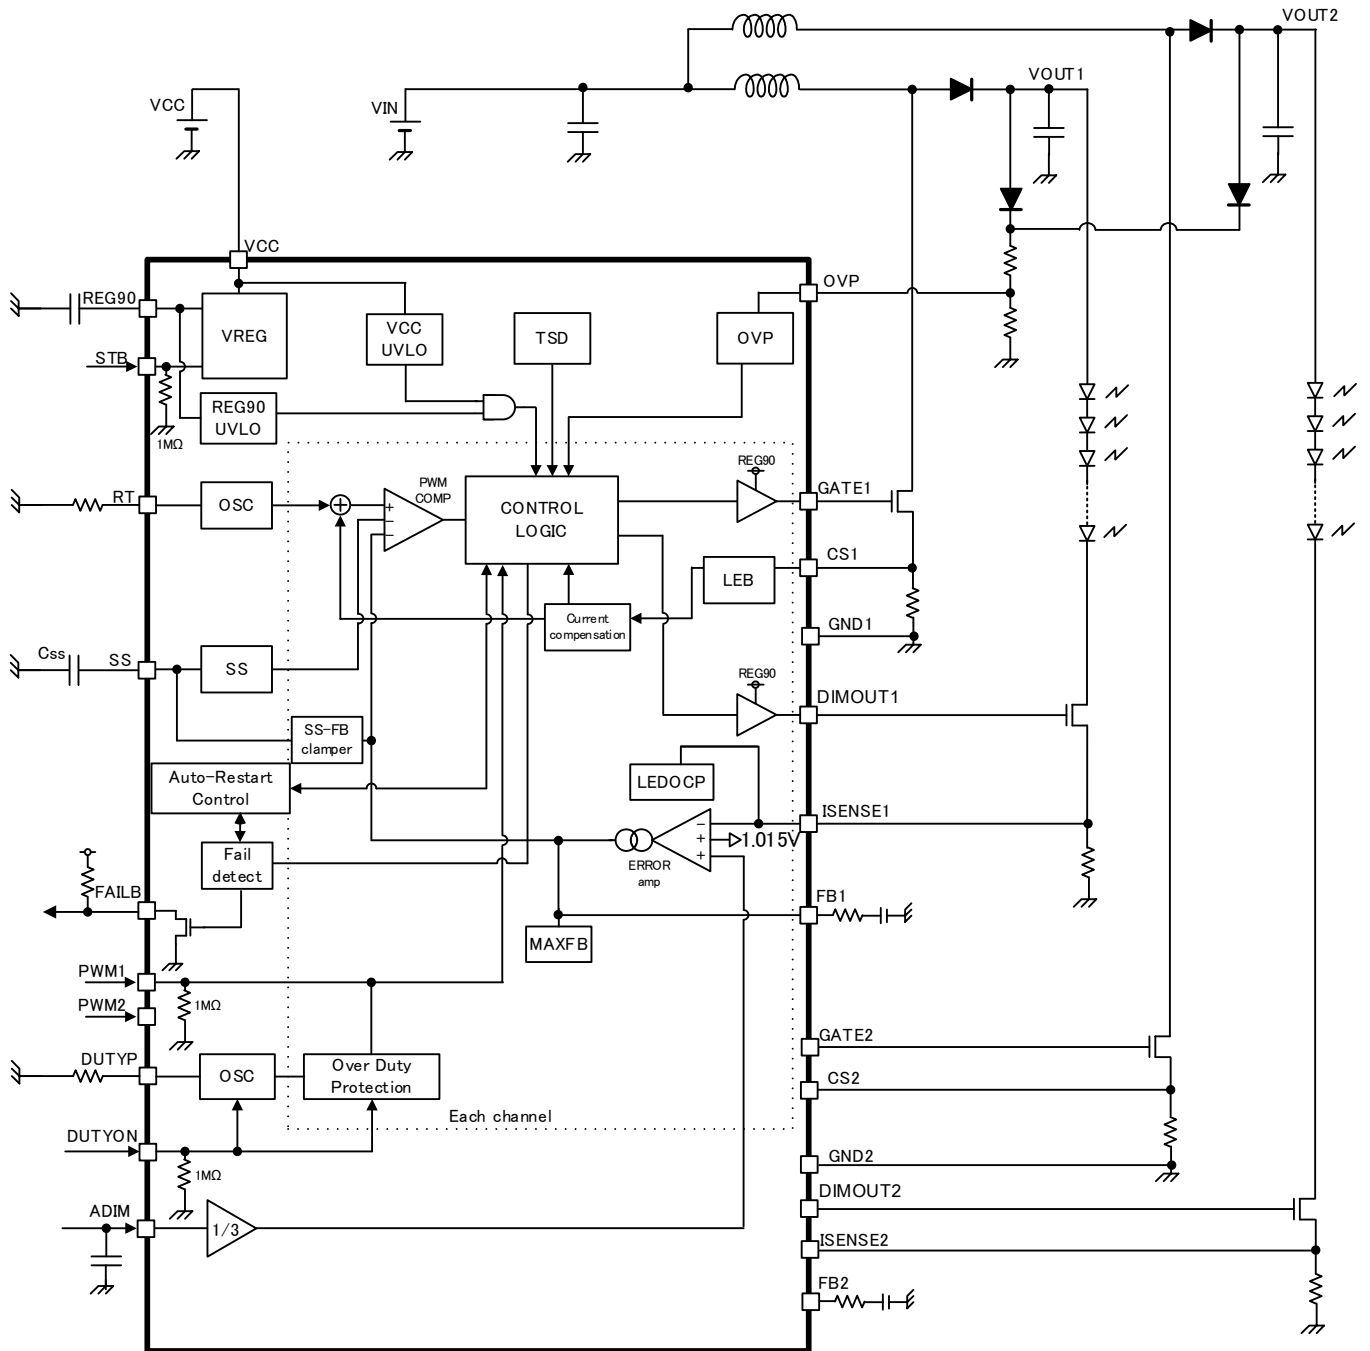 VOUT2
VOUT1
VCC
VIN
VCC
REG90
OVP
VREG
VCC
UVLO
TSD
OVP
STB
REG90
UVLO
1MΩ
REG90
PWM
COMP
RT
OSC
CONTROL
LOGIC
GATE1
CS1
LEB
Current
compensation
GND1
Css
SS
SS
REG90
DIMOUT1
SS-FB
clamper
Auto-Restart
Control
LEDOCP
ISENSE1
1.015V
ERROR
amp
Fail
detect
FAILB
FB1
MAXFB
PWM1
1MΩ
PWM2
GATE2
DUTYP
OSC
Over Duty
Protection
CS2
Each channel
DUTYON
1MΩ
GND2
DIMOUT2
ADIM
1/3
ISENSE2
FB2